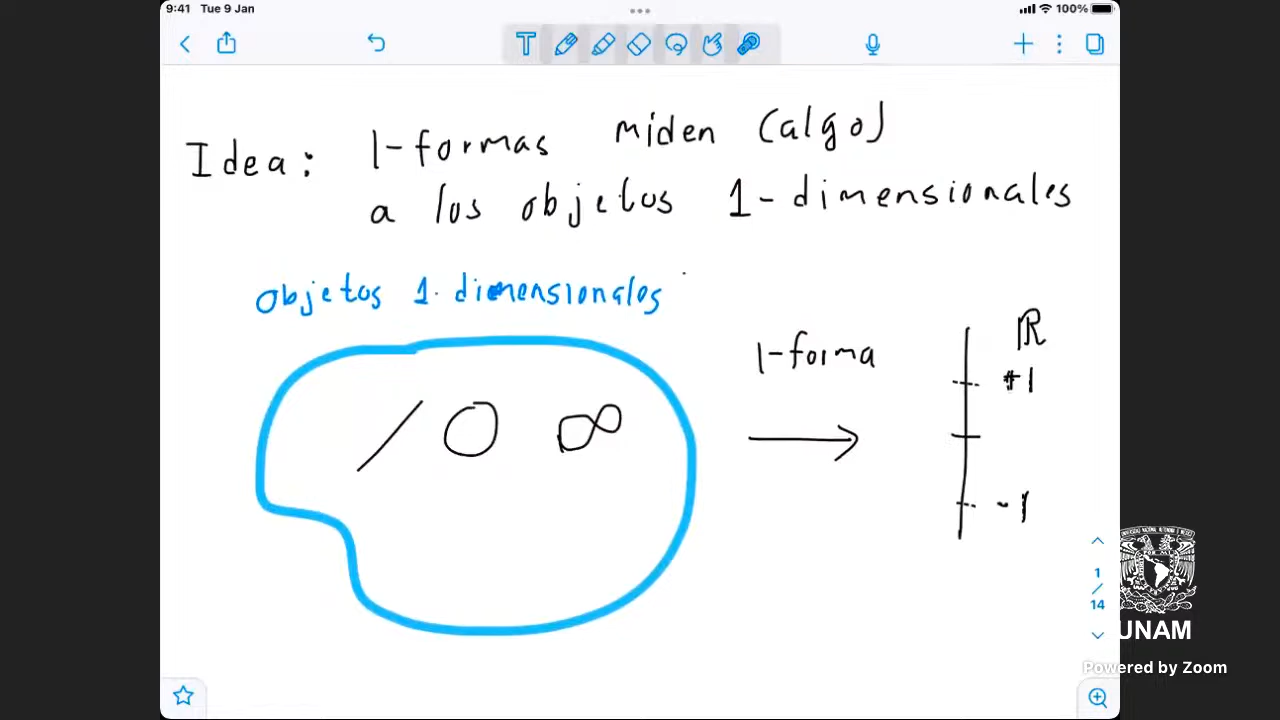 9:41 Tue 9 Jan
100%
T
Idea: 1-formas miden (algo)
a los objetos 1-dimensionales
objetos 1-dimensionales
1-forma
ℝ
+1
-1
1
/
14
UNAM
Powered by Zoom